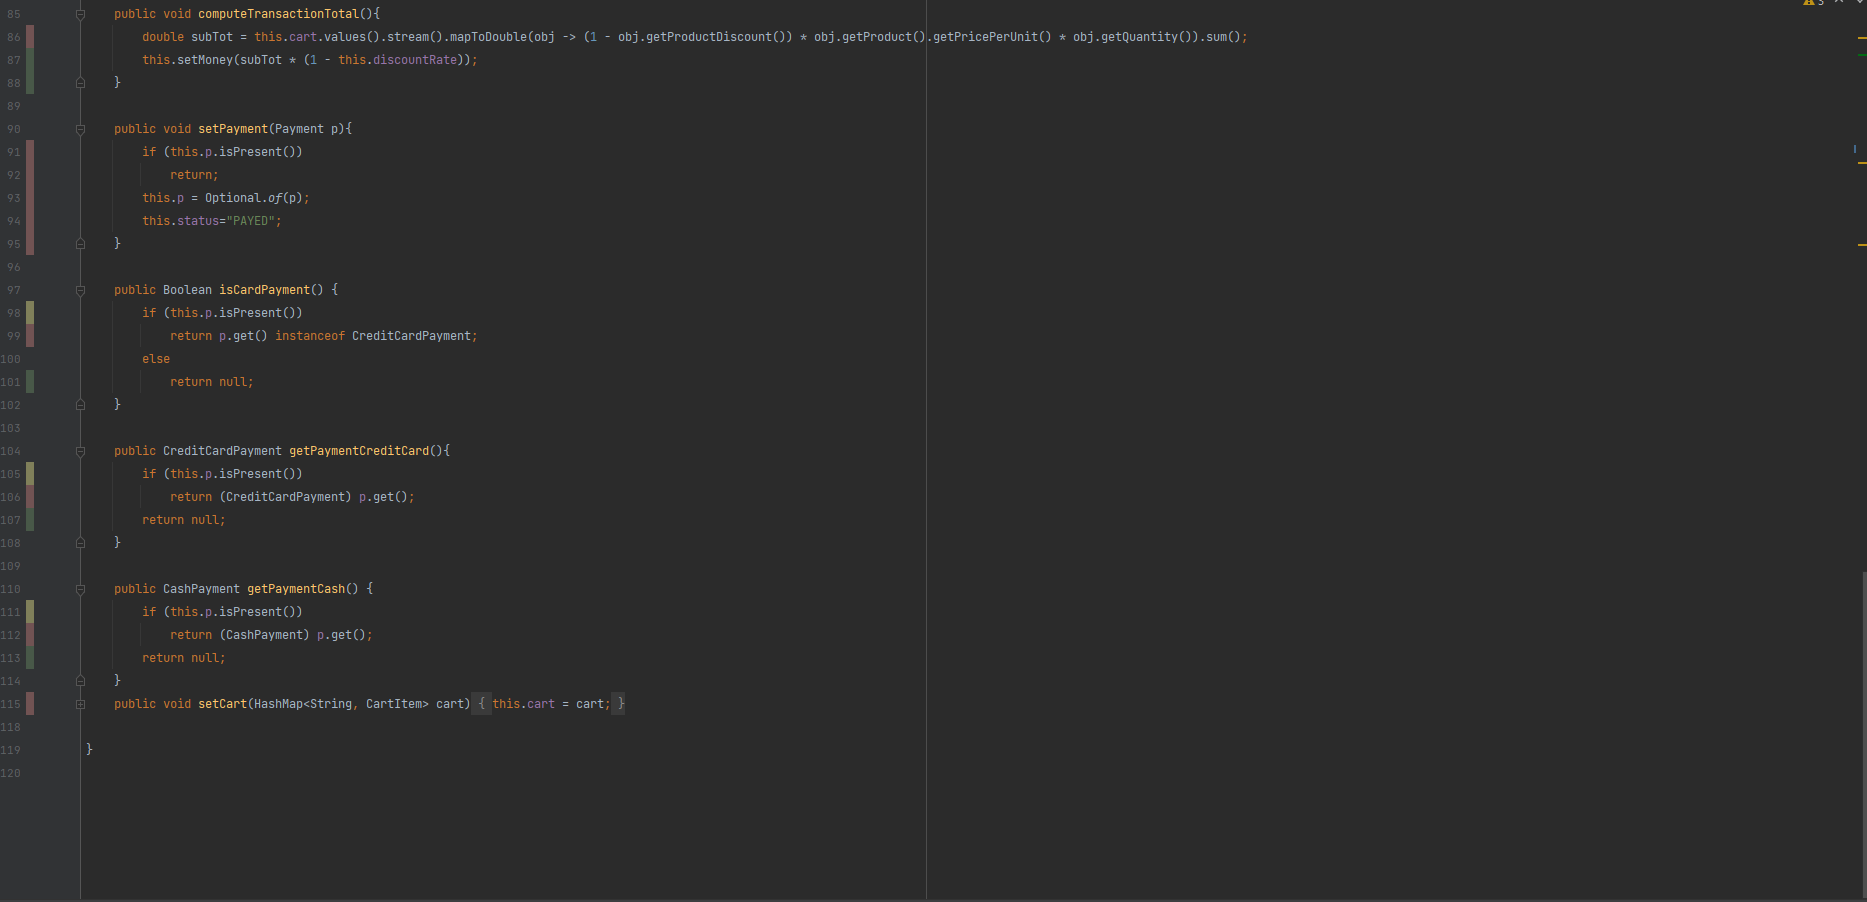 3
85 public void computeTransactionTotal(){
86 double subTot = this.cart.values().stream().mapToDouble(obj -> (1 - obj.getProductDiscount()) * obj.getProduct().getPricePerUnit() * obj.getQuantity()).sum();
87 this.setMoney(subTot * (1 - this.discountRate));
88 }
89
90 public void setPayment(Payment p){
91 if (this.p.isPresent())
92 return;
93 this.p = Optional.of(p);
94 this.status="PAYED";
95 }
96
97 public Boolean isCardPayment() {
98 if (this.p.isPresent())
99 return p.get() instanceof CreditCardPayment;
100 else
101 return null;
102 }
103
104 public CreditCardPayment getPaymentCreditCard(){
105 if (this.p.isPresent())
106 return (CreditCardPayment) p.get();
107 return null;
108 }
109
110 public CashPayment getPaymentCash() {
111 if (this.p.isPresent())
112 return (CashPayment) p.get();
113 return null;
114 }
115 public void setCart(HashMap<String, CartItem> cart) { this.cart = cart; }
118
119 }
120